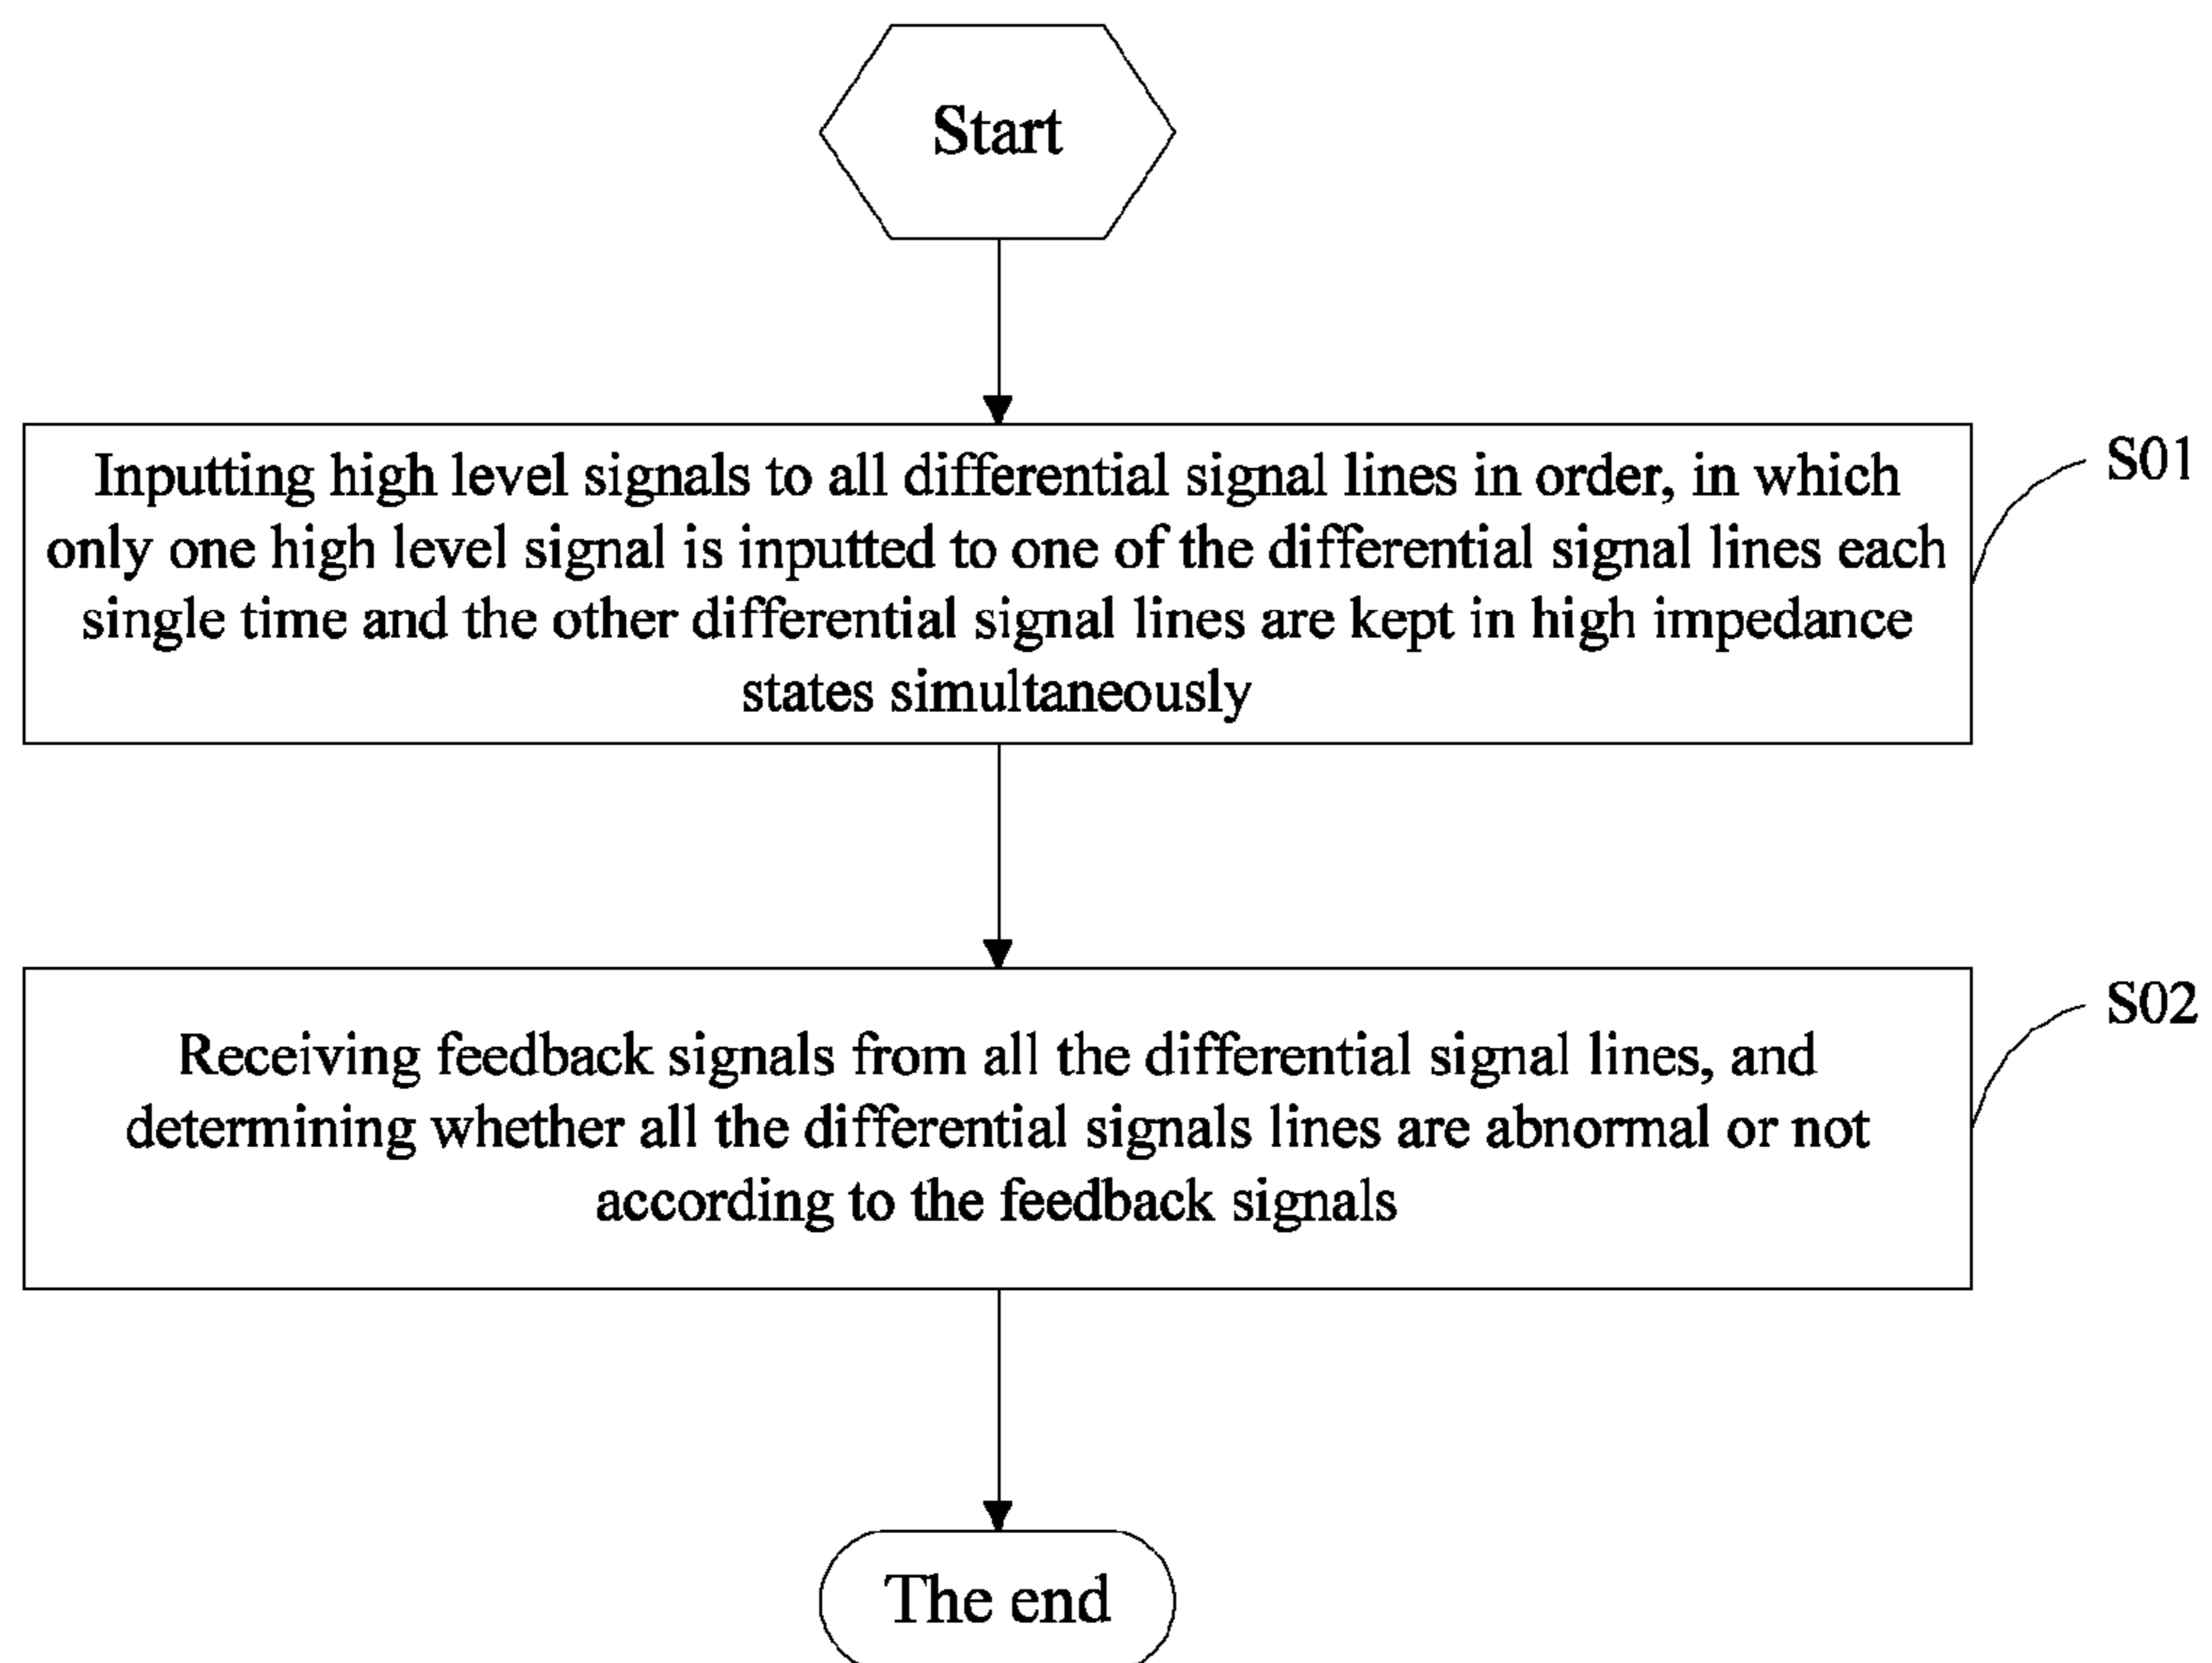 Start
Inputting high level signals to all differential signal lines in order, in which
only one high level signal is inputted to one of the differential signal lines each
single time and the other differential signal lines are kept in high impedance
states simultaneously
S01
Receiving feedback signals from all the differential signal lines, and
determining whether all the differential signals lines are abnormal or not
according to the feedback signals
S02
The end